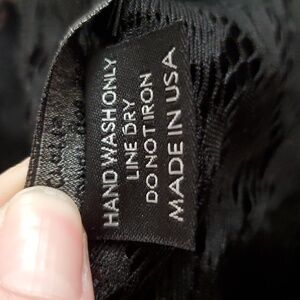 HAND WASH ONLY
LINE DRY
DO NOT IRON
MADE IN USA